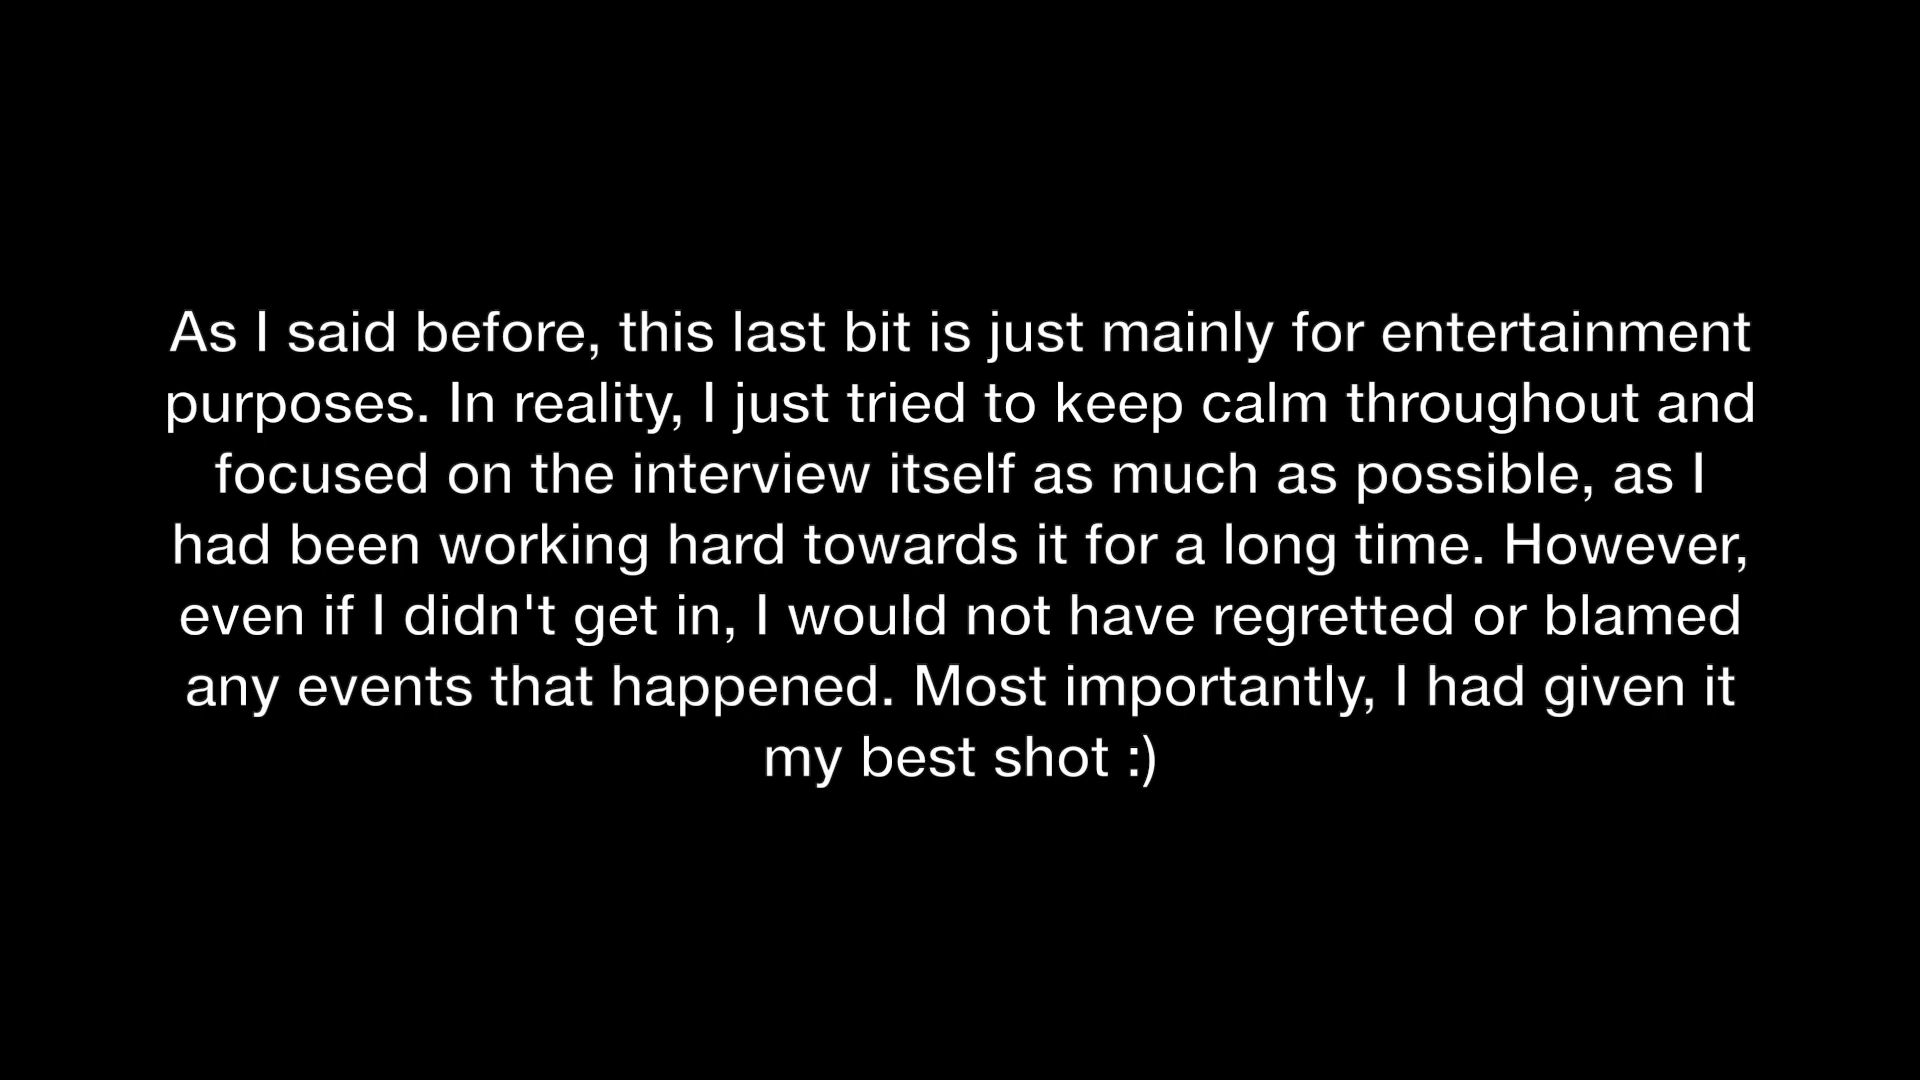 As I said before, this last bit is just mainly for entertainment
purposes. In reality, I just tried to keep calm throughout and
focused on the interview itself as much as possible, as I
had been working hard towards it for a long time. However,
even if I didn't get in, I would not have regretted or blamed
any events that happened. Most importantly, I had given it
my best shot :)